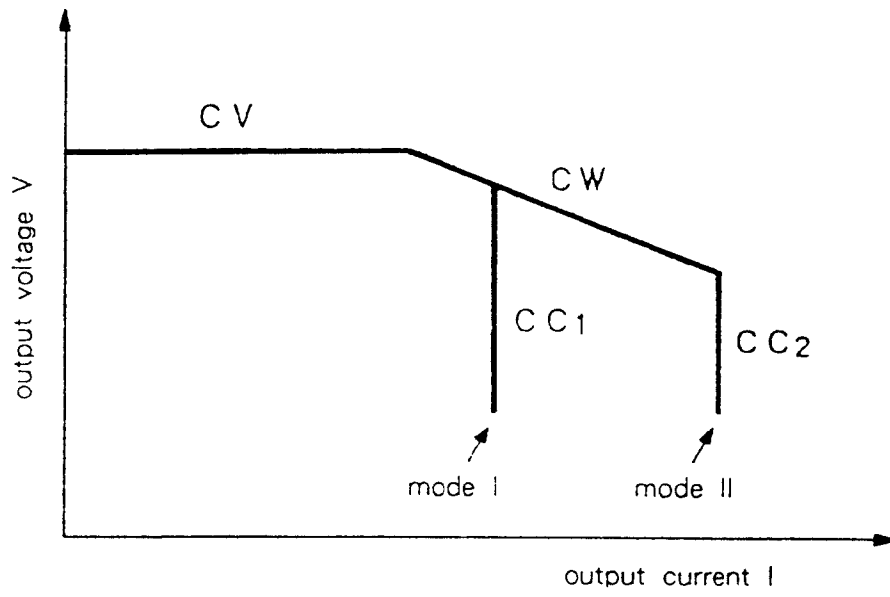 CV
CW
output voltage V
CC1
CC2
mode I
mode II
output current I